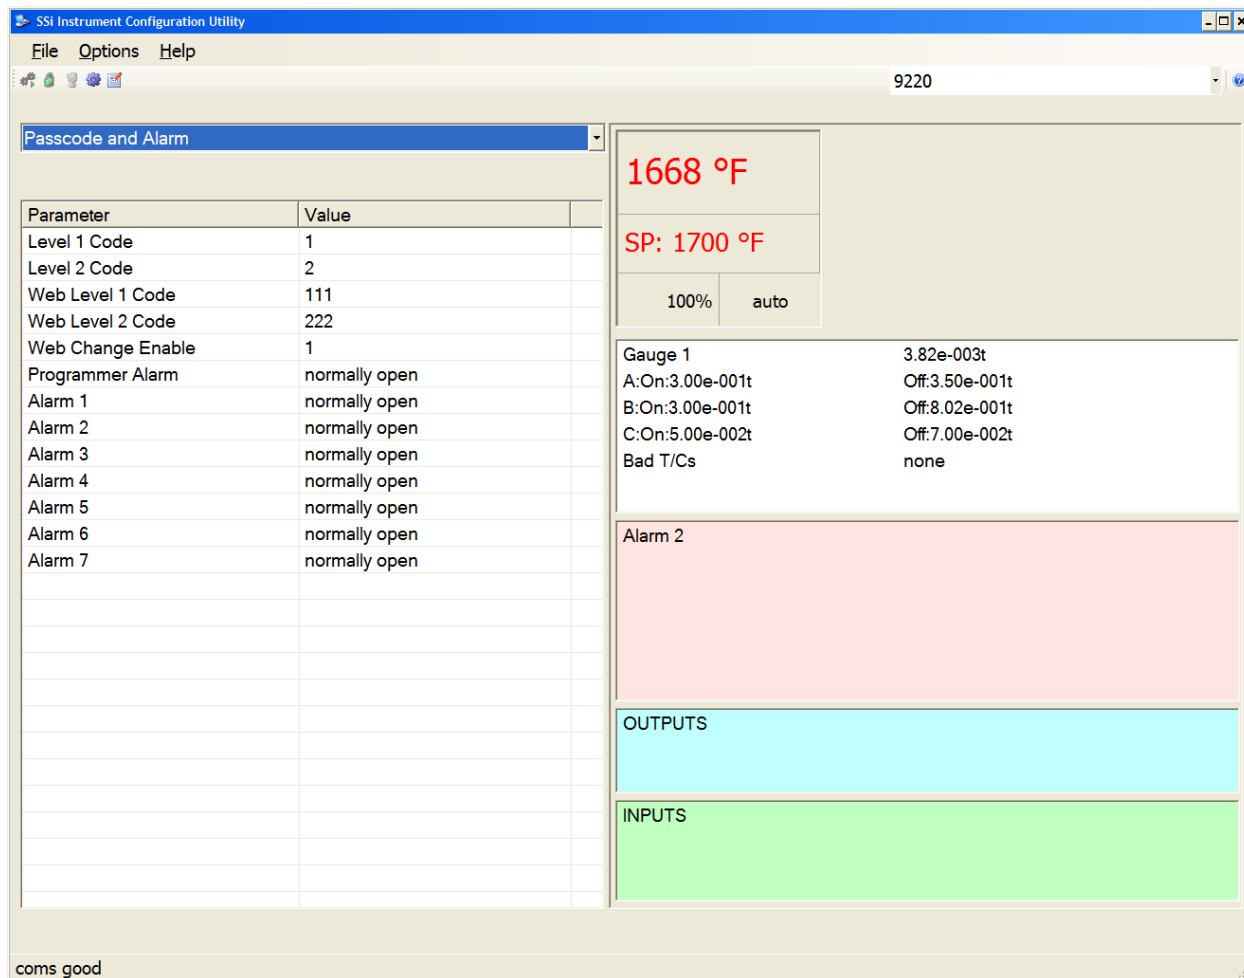 SSi Instrument Configuration Utility
File Options Help
9220
Passcode and Alarm
Parameter Value
Level 1 Code 1
Level 2 Code 2
Web Level 1 Code 111
Web Level 2 Code 222
Web Change Enable 1
Programmer Alarm normally open
Alarm 1 normally open
Alarm 2 normally open
Alarm 3 normally open
Alarm 4 normally open
Alarm 5 normally open
Alarm 6 normally open
Alarm 7 normally open
1668 °F
SP: 1700 °F
100% auto
Gauge 1 3.82e-003t
A:On:3.00e-001t Off:3.50e-001t
B:On:3.00e-001t Off:8.02e-001t
C:On:5.00e-002t Off:7.00e-002t
Bad T/Cs none
Alarm 2
OUTPUTS
INPUTS
coms good